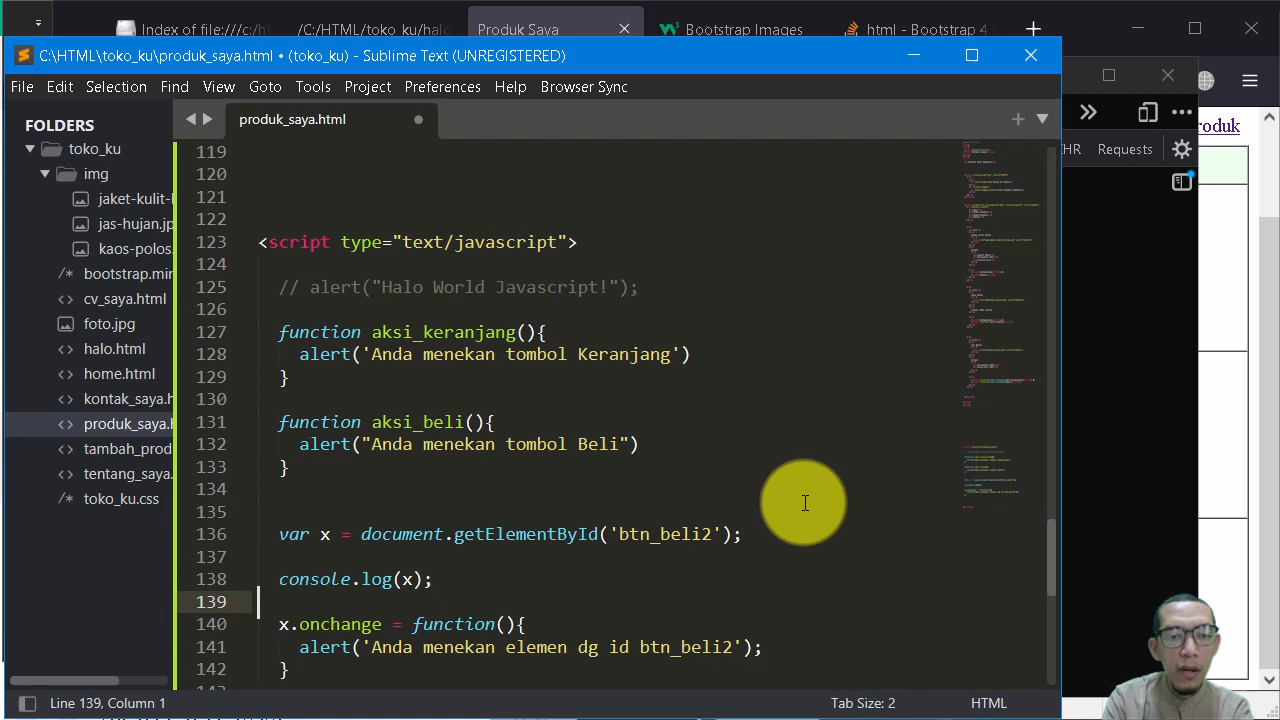 Index of file:///c:/h
/C:/HTML/toko_ku/halo
Produk Saya
Bootstrap Images
html - Bootstrap 4
C:\HTML\toko_ku\produk_saya.html • (toko_ku) - Sublime Text (UNREGISTERED)
File Edit Selection Find View Goto Tools Project Preferences Help Browser Sync
FOLDERS
toko_ku
img
jaket-kulit-
jas-hujan.jp
kaos-polos.
/* bootstrap.min
<> cv_saya.html
foto.jpg
<> halo.html
<> home.html
<> kontak_saya.h
<> produk_saya.h
<> tambah_prod
<> tentang_saya.
/* toko_ku.css
produk_saya.html
119
120
121
122
123 <script type="text/javascript">
124
125 // alert("Halo World Javascript!");
126
127 function aksi_keranjang(){
128 alert('Anda menekan tombol Keranjang')
129 }
130
131 function aksi_beli(){
132 alert("Anda menekan tombol Beli")
133 }
134
135
136 var x = document.getElementById('btn_beli2');
137
138 console.log(x);
139
140 x.onchange = function(){
141 alert('Anda menekan elemen dg id btn_beli2');
142 }
Line 139, Column 1
Tab Size: 2
HTML
roduk
HR Requests